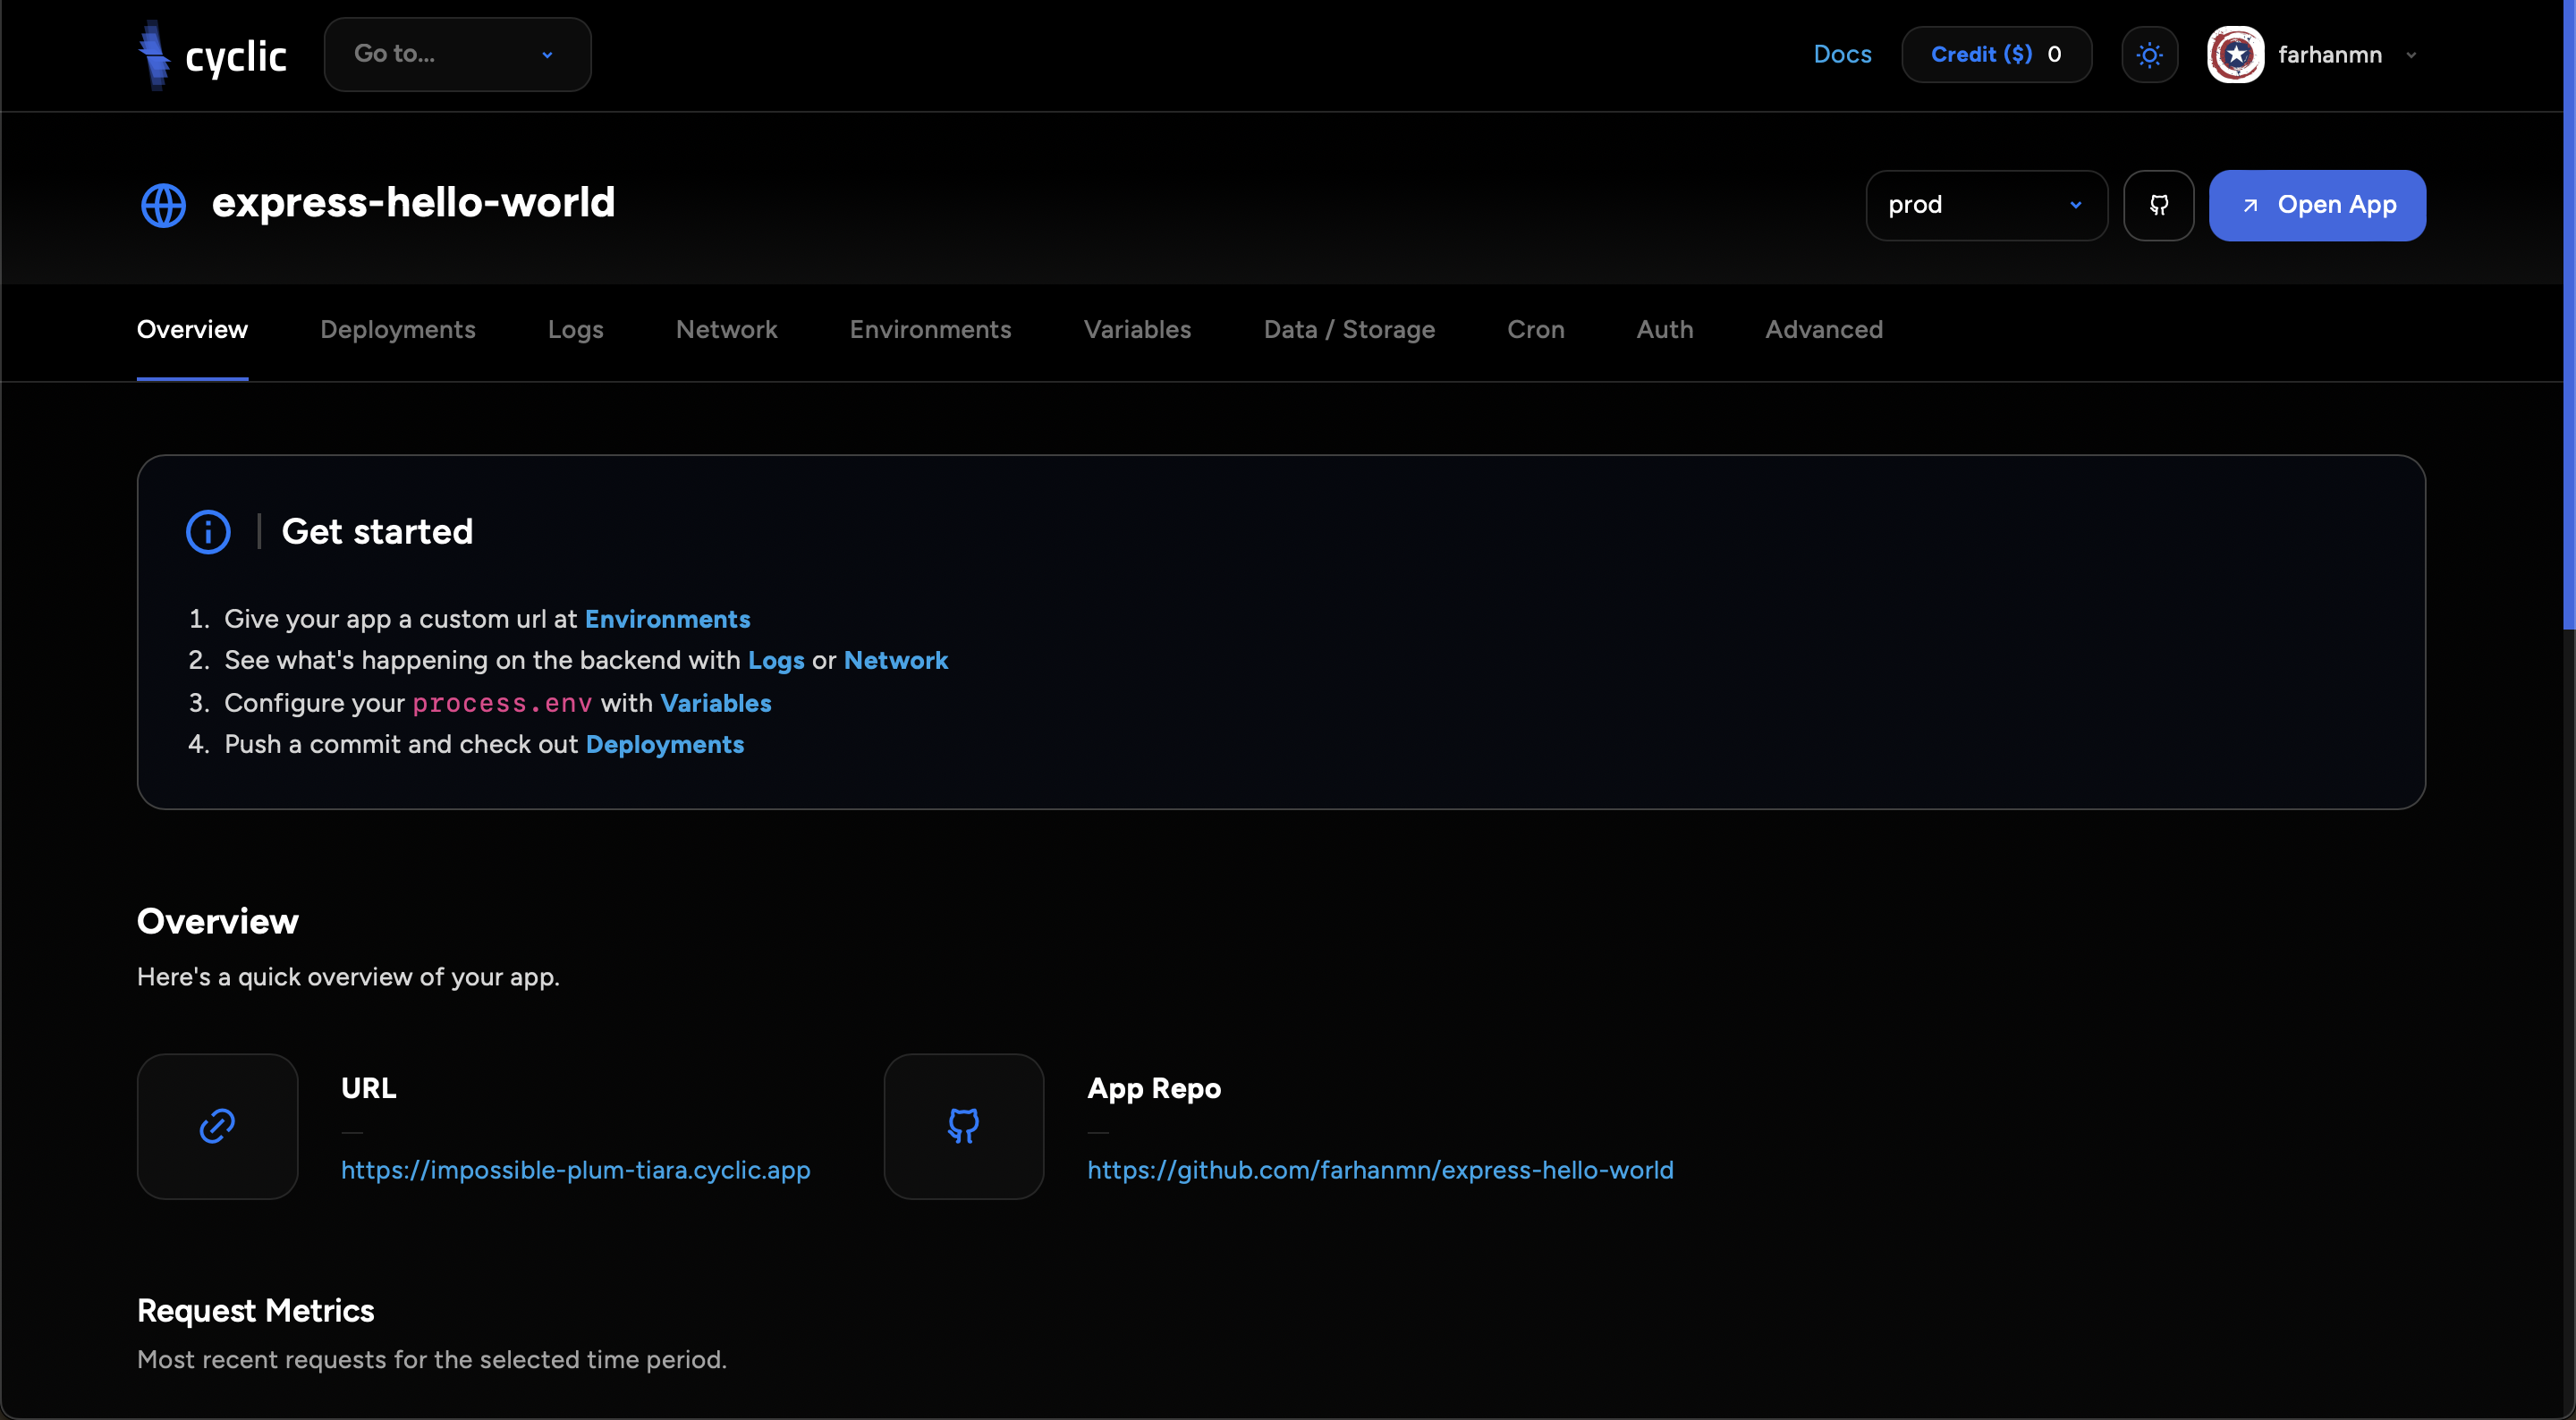 cyclic
Go to...
Docs
Credit ($) 0
farhanmn
express-hello-world
prod
Open App
Overview
Deployments
Logs
Network
Environments
Variables
Data / Storage
Cron
Auth
Advanced
Get started
1. Give your app a custom url at Environments
2. See what's happening on the backend with Logs or Network
3. Configure your process.env with Variables
4. Push a commit and check out Deployments
Overview
Here's a quick overview of your app.
URL
https://impossible-plum-tiara.cyclic.app
App Repo
https://github.com/farhanmn/express-hello-world
Request Metrics
Most recent requests for the selected time period.